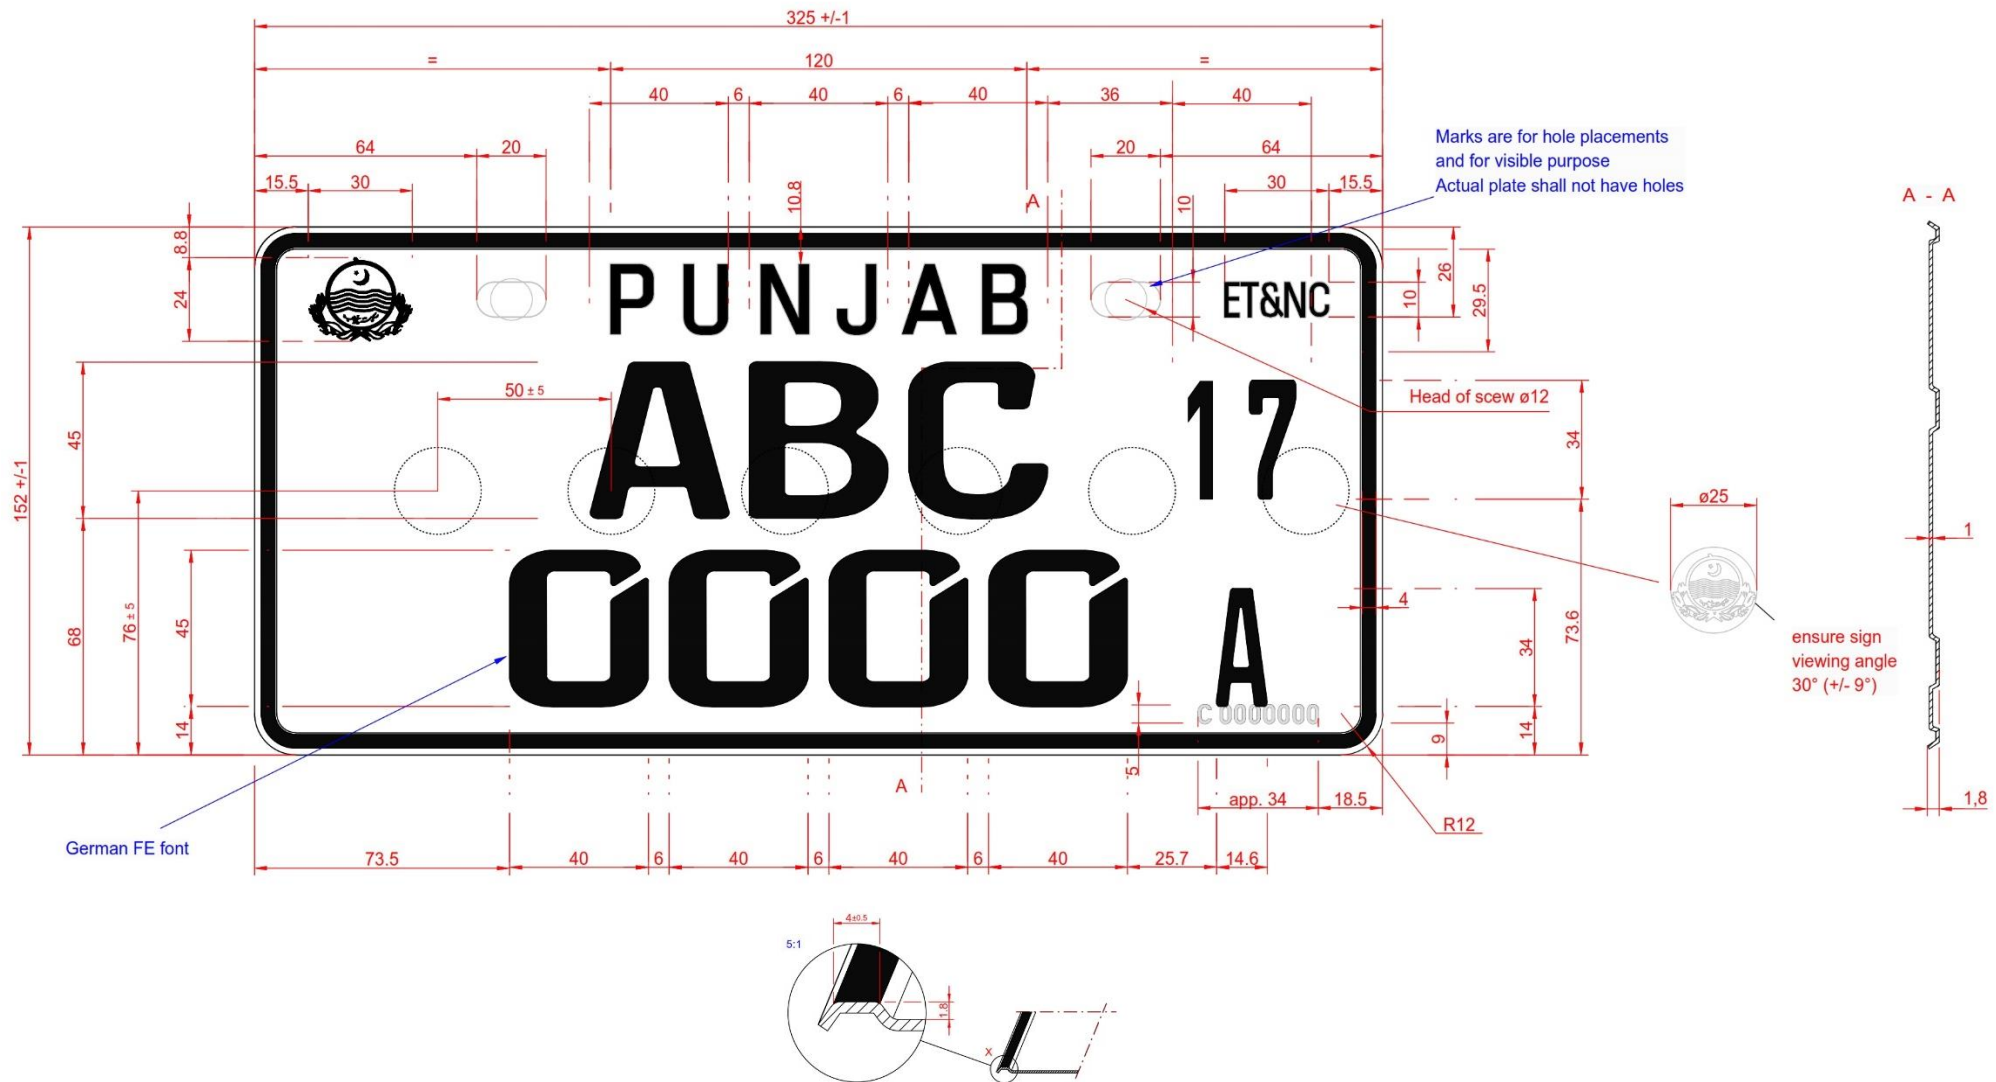 325 +/-1
= 120 =
40 6 40 6 40 36 40
64 20 20 64
15.5 30 30 15.5
Marks are for hole placements
and for visible purpose
Actual plate shall not have holes
A - A
10.8
A
10
8.8
24
26
10
29.5
PUNJAB
ET&NC
ABC
17
50 ± 5
Head of scew ø12
45
34
152 +/-1
76 ± 5
68
ø25
1
0000
A
C 0000000
45
14
4
34
73.6
14
9
5
ensure sign
viewing angle
30° (+/- 9°)
A
app. 34 18.5
R12
1,8
German FE font
73.5 40 6 40 6 40 6 40 25.7 14.6
4±0.5
5:1
1.8
X